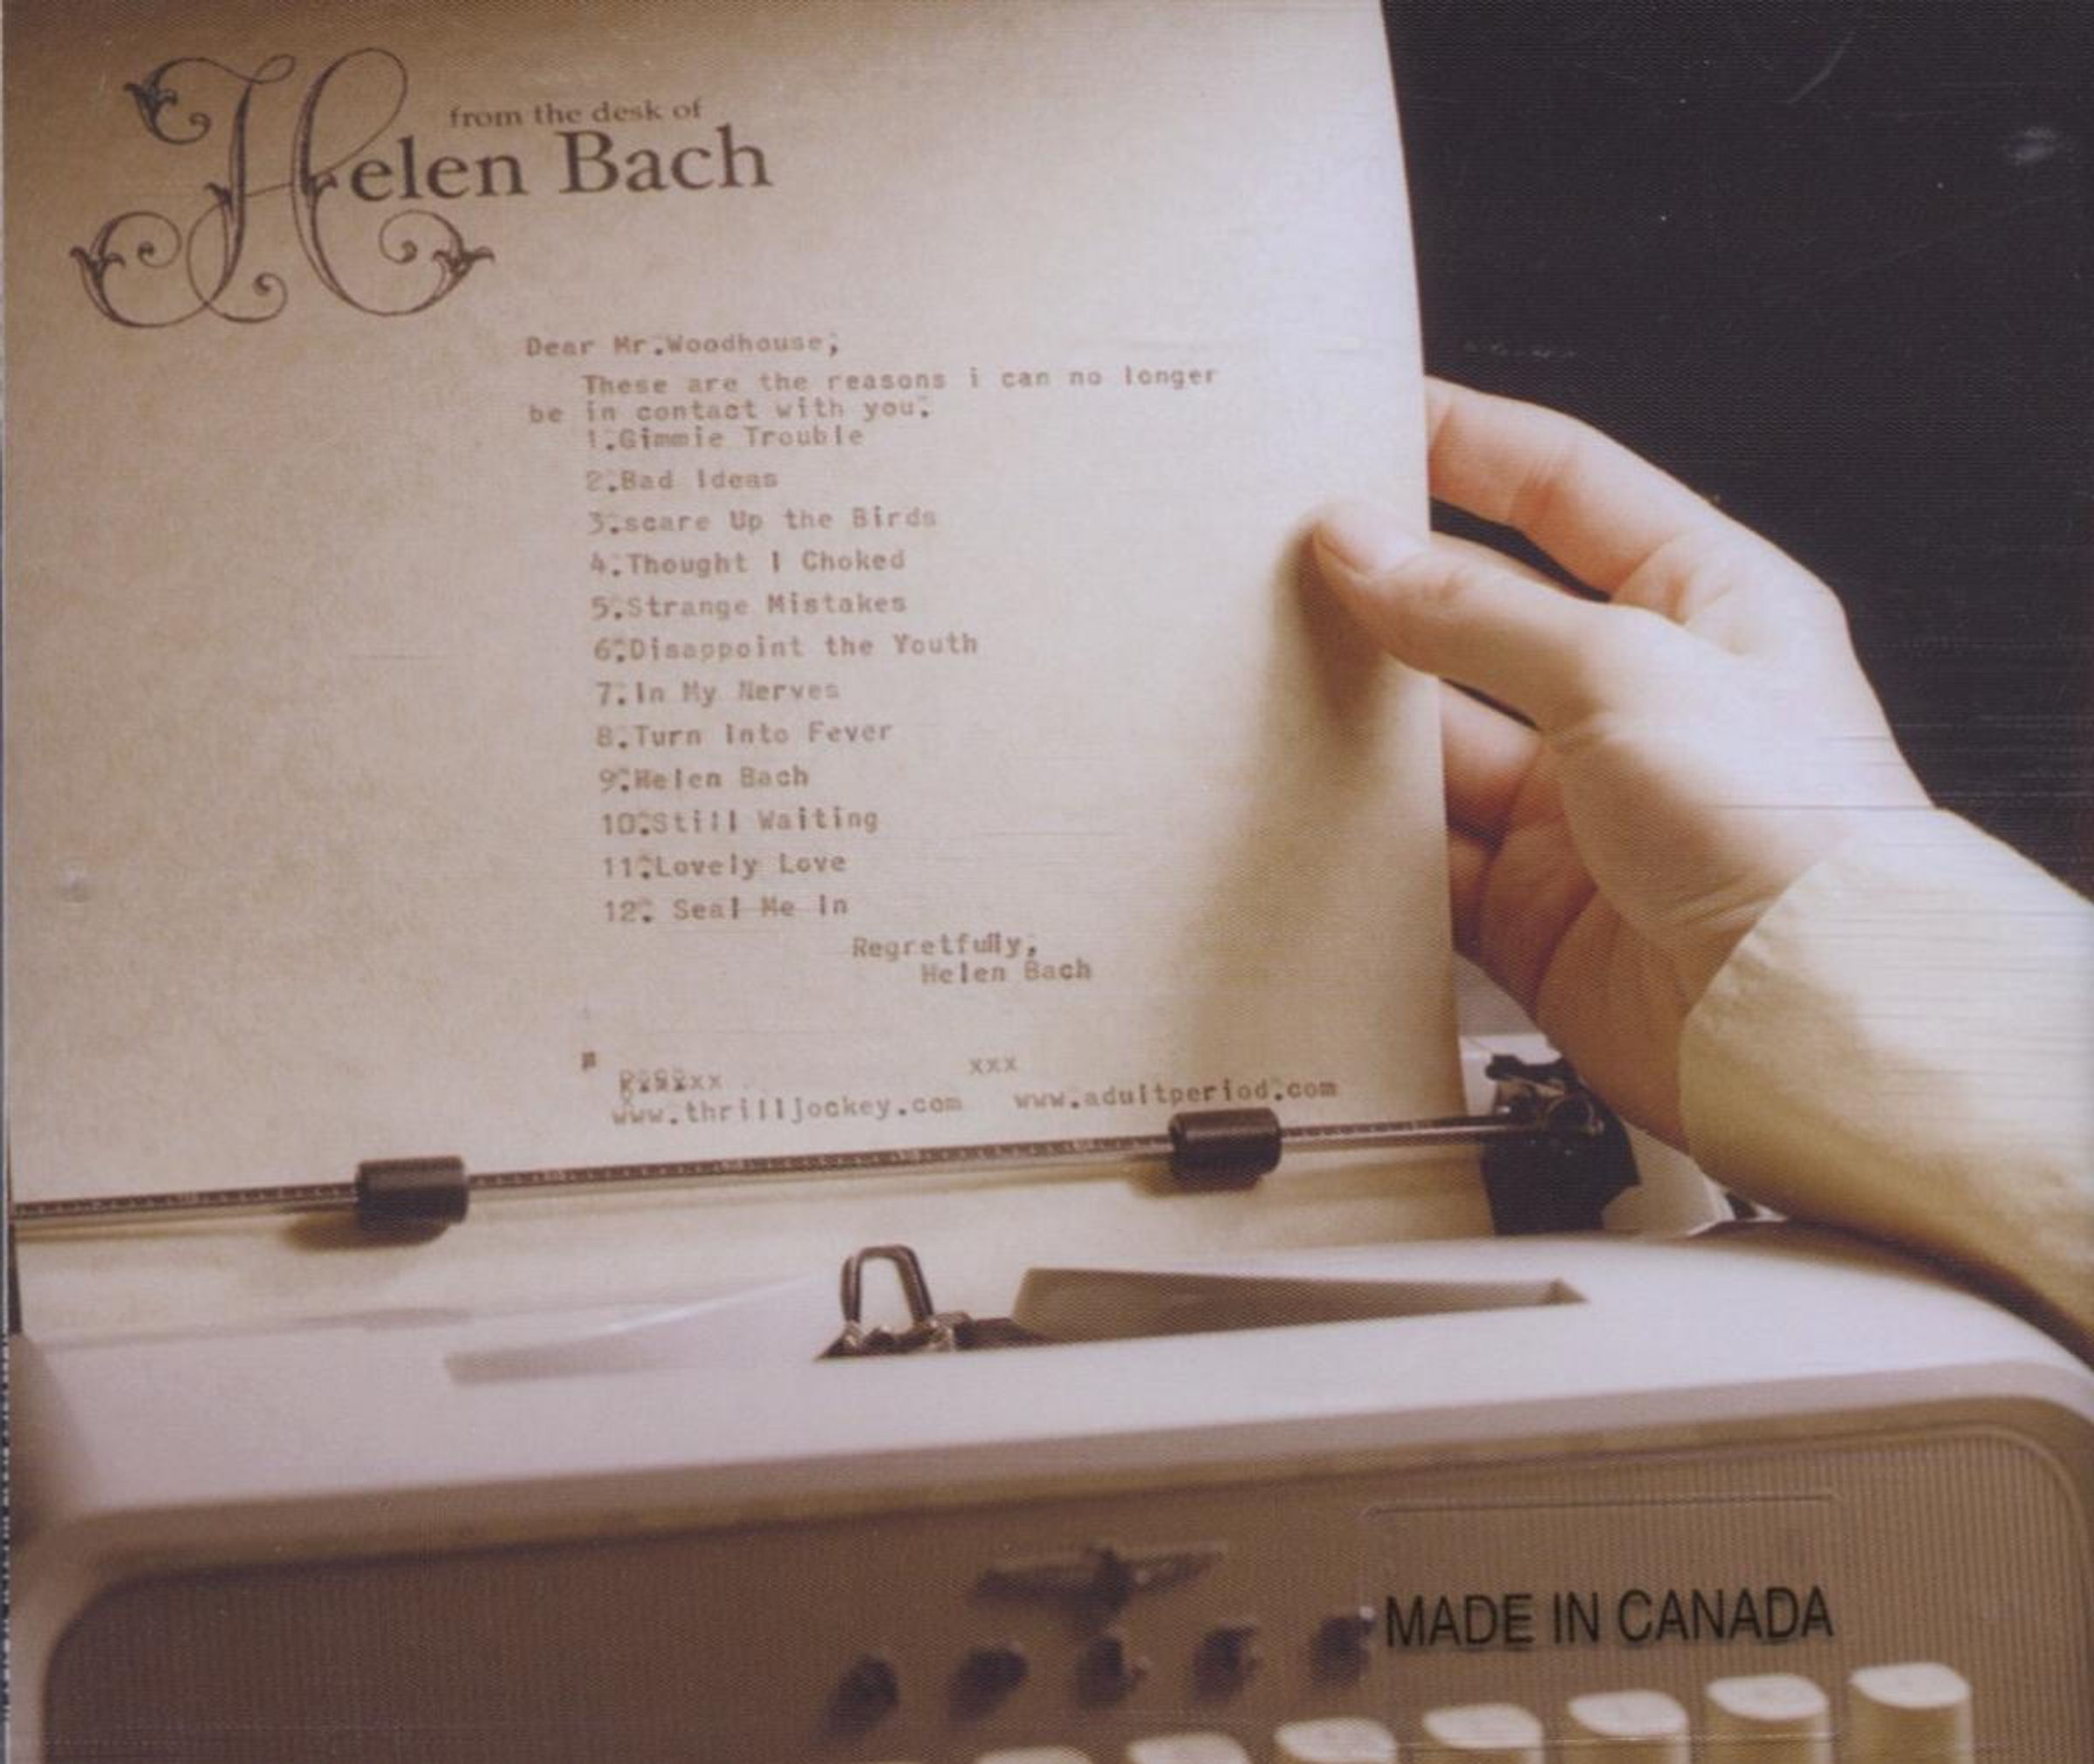 from the desk of
Helen Bach
Dear Mr.Woodhouse,
These are the reasons i can no longer
be in contact with you.
1.Gimmie Trouble
2.Bad Ideas
3.scare Up the Birds
4.Thought I Choked
5.Strange Mistakes
6.Disappoint the Youth
7.In My Nerves
8.Turn Into Fever
9.Helen Bach
10.Still Waiting
11.Lovely Love
12. Seal Me In
Regretfully,
Helen Bach
xxx
www.thrilljockey.com www.adultperiod.com
MADE IN CANADA